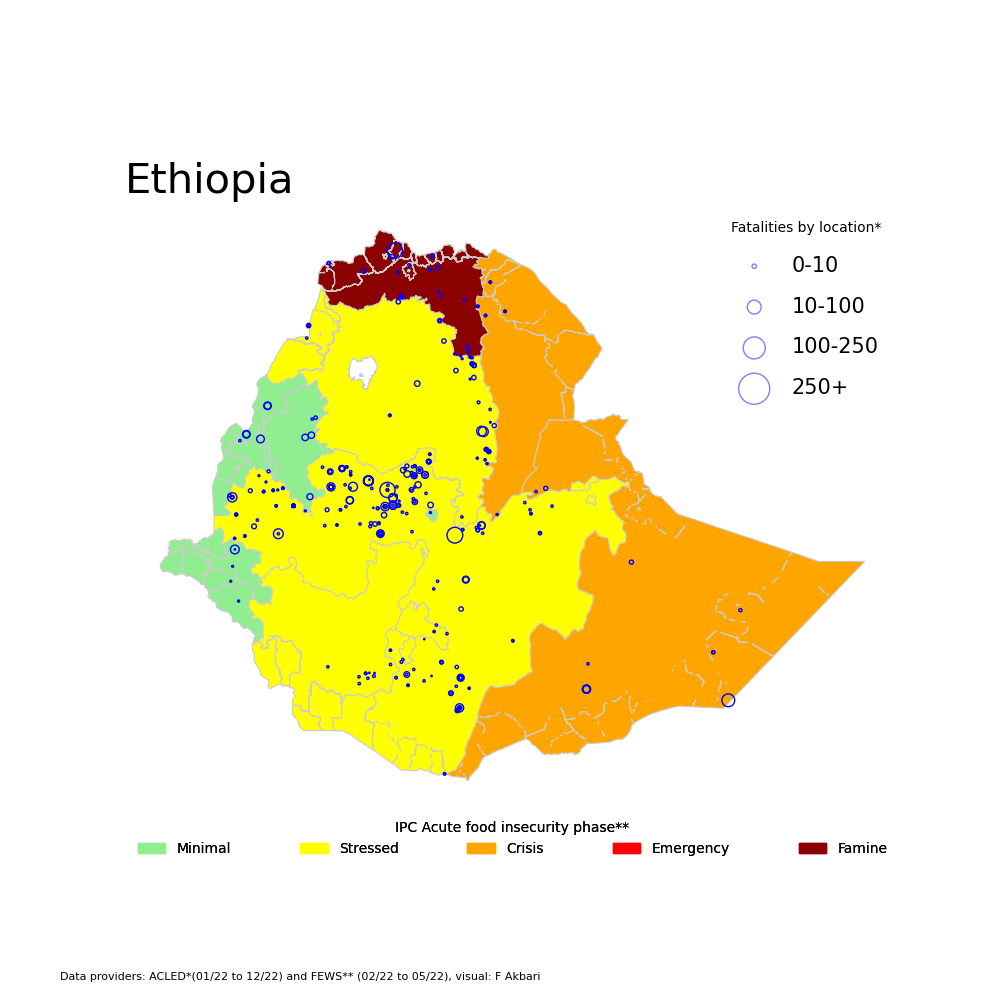 Ethiopia
Fatalities by location*
0-10
10-100
100-250
250+
IPC Acute food insecurity phase**
Minimal Stressed Crisis Emergency Famine
Data providers: ACLED*(01/22 to 12/22) and FEWS** (02/22 to 05/22), visual: F Akbari